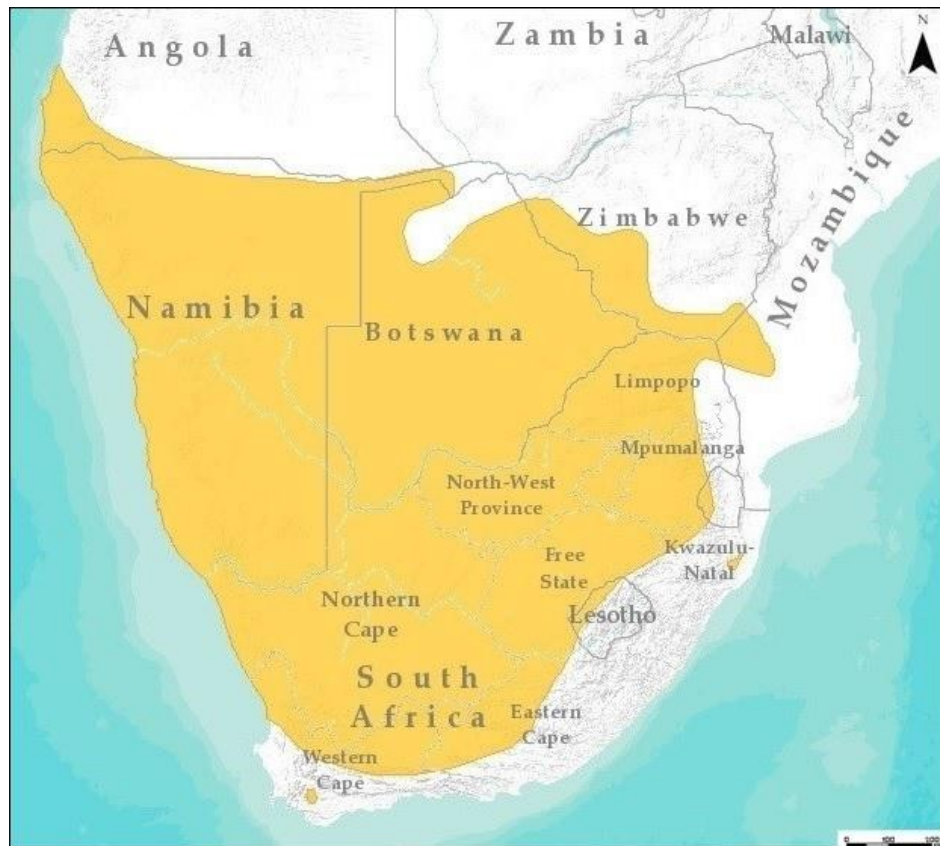 Angola
Zambia
Malawi
N
Mozambique
Zimbabwe
Namibia
Botswana
Limpopo
Mpumalanga
North-West
Province
Free
State
Kwazulu-
Natal
Lesotho
Northern
Cape
South
Africa
Eastern
Cape
Western
Cape
0